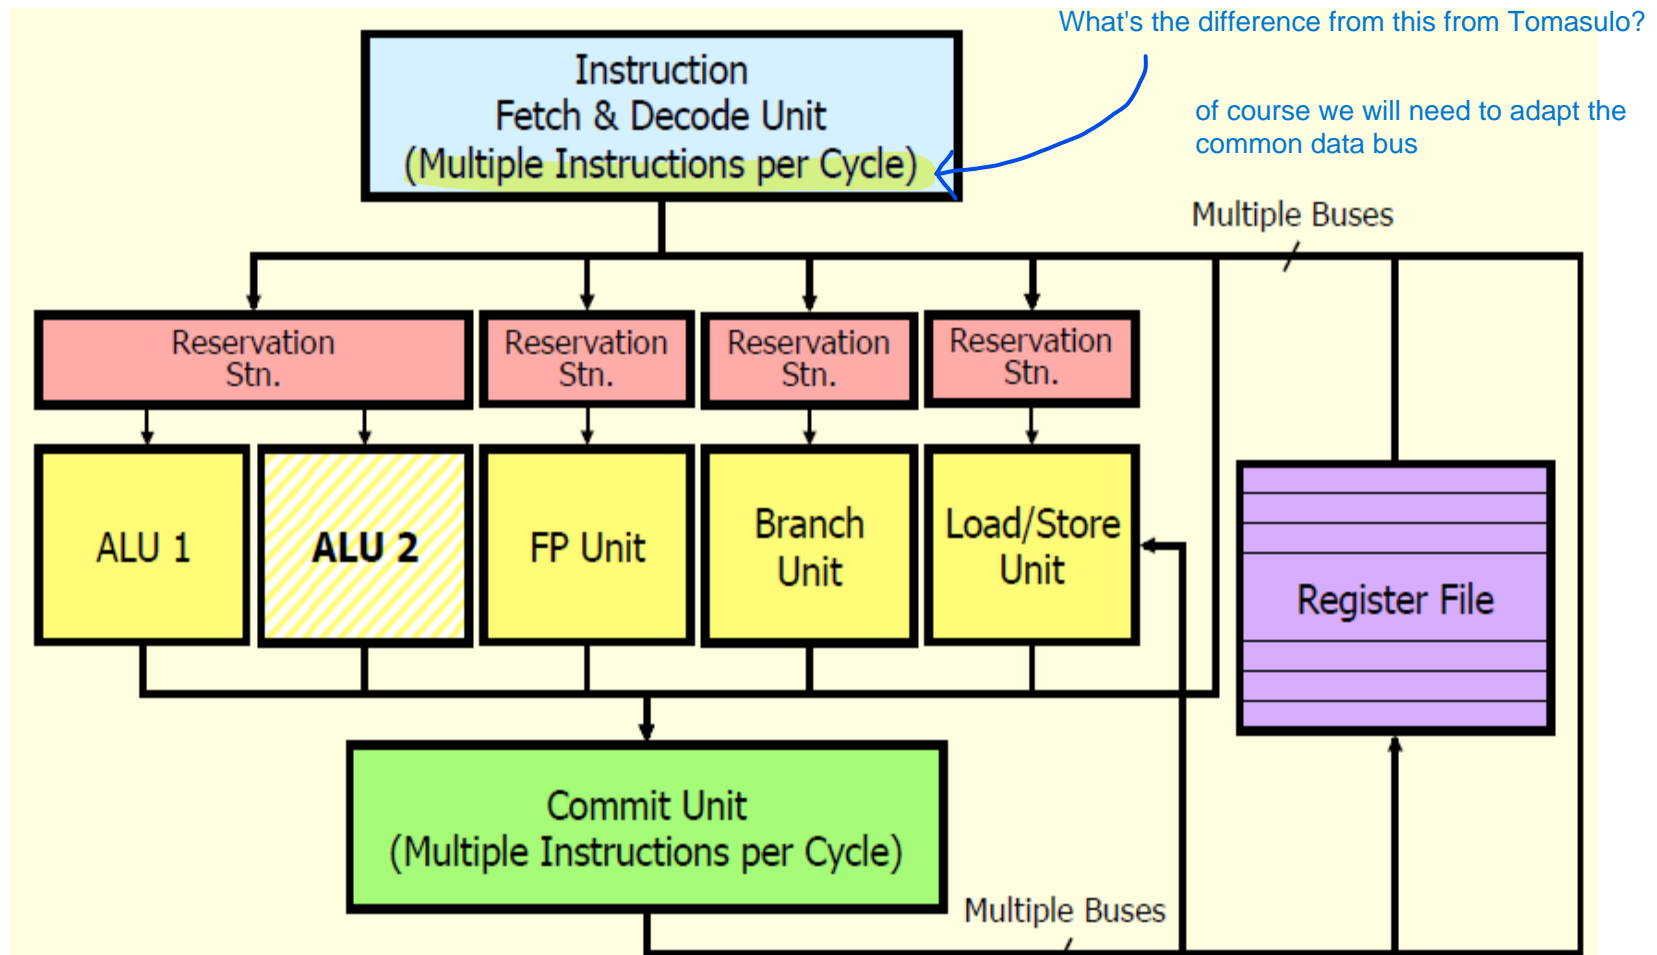 What's the difference from this from Tomasulo?
Instruction
Fetch & Decode Unit
(Multiple Instructions per Cycle)
of course we will need to adapt the
common data bus
Multiple Buses
Reservation
Stn.
Reservation
Stn.
Reservation
Stn.
Reservation
Stn.
ALU 1
ALU 2
FP Unit
Branch
Unit
Load/Store
Unit
Register File
Commit Unit
(Multiple Instructions per Cycle)
Multiple Buses